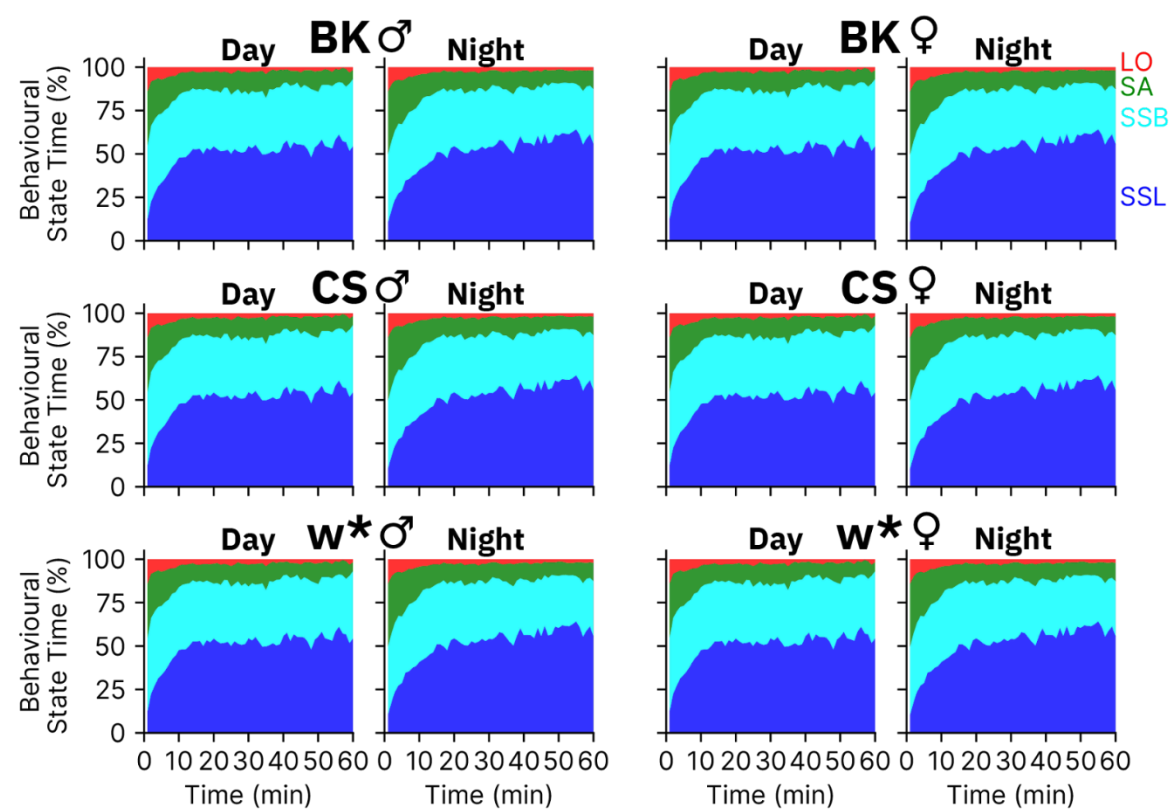 BK ♂ BK ♀
Day Night Day Night
LO
SA
SSB
SSL
Behavioural
State Time (%)
100
75
50
25
0
CS ♂ CS ♀
Day Night Day Night
Behavioural
State Time (%)
100
75
50
25
0
w* ♂ w* ♀
Day Night Day Night
Behavioural
State Time (%)
100
75
50
25
0
0 10 20 30 40 50 60 0 10 20 30 40 50 60 0 10 20 30 40 50 60 0 10 20 30 40 50 60
Time (min) Time (min) Time (min) Time (min)